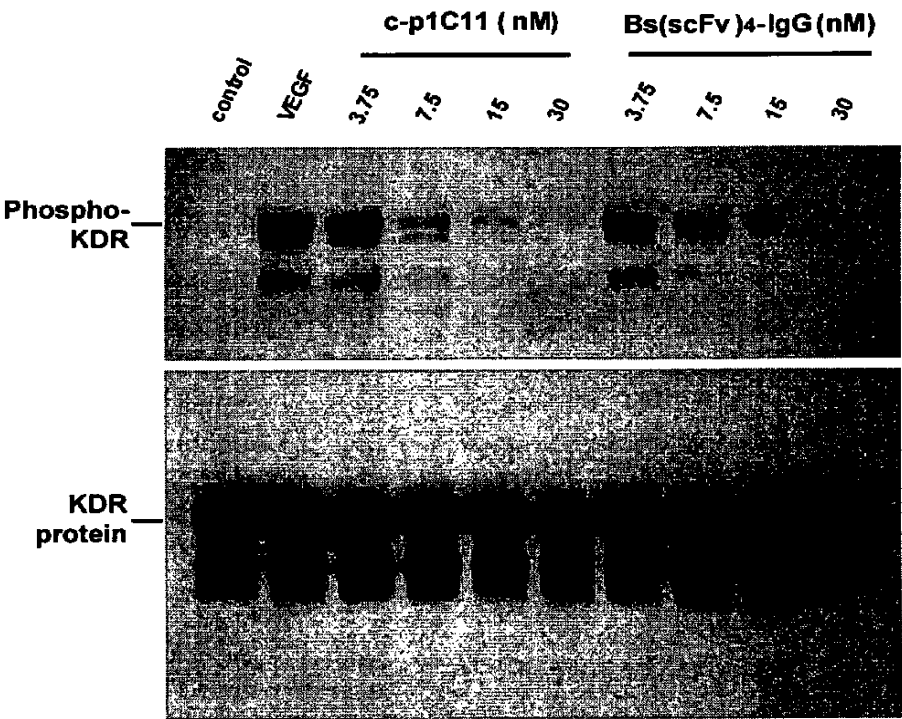 c-p1C11 ( nM)
Bs(scFv)4-IgG (nM)
control
VEGF
3.75
7.5
15
30
3.75
7.5
15
30
Phospho-
KDR
KDR
protein